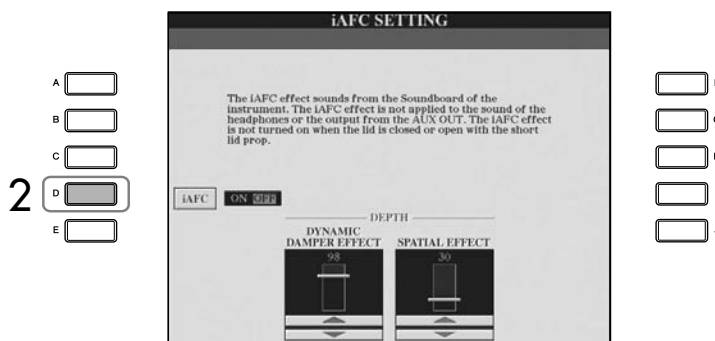 iAFC SETTING
The iAFC effect sounds from the Soundboard of the
instrument. The iAFC effect is not applied to the sound of the
headphones or the output from the AUX OUT. The iAFC effect
is not turned on when the lid is closed or open with the short
lid prop.
A
B
C
2 D
E
iAFC ON OFF
DEPTH
DYNAMIC
DAMPER EFFECT
SPATIAL EFFECT
98
30